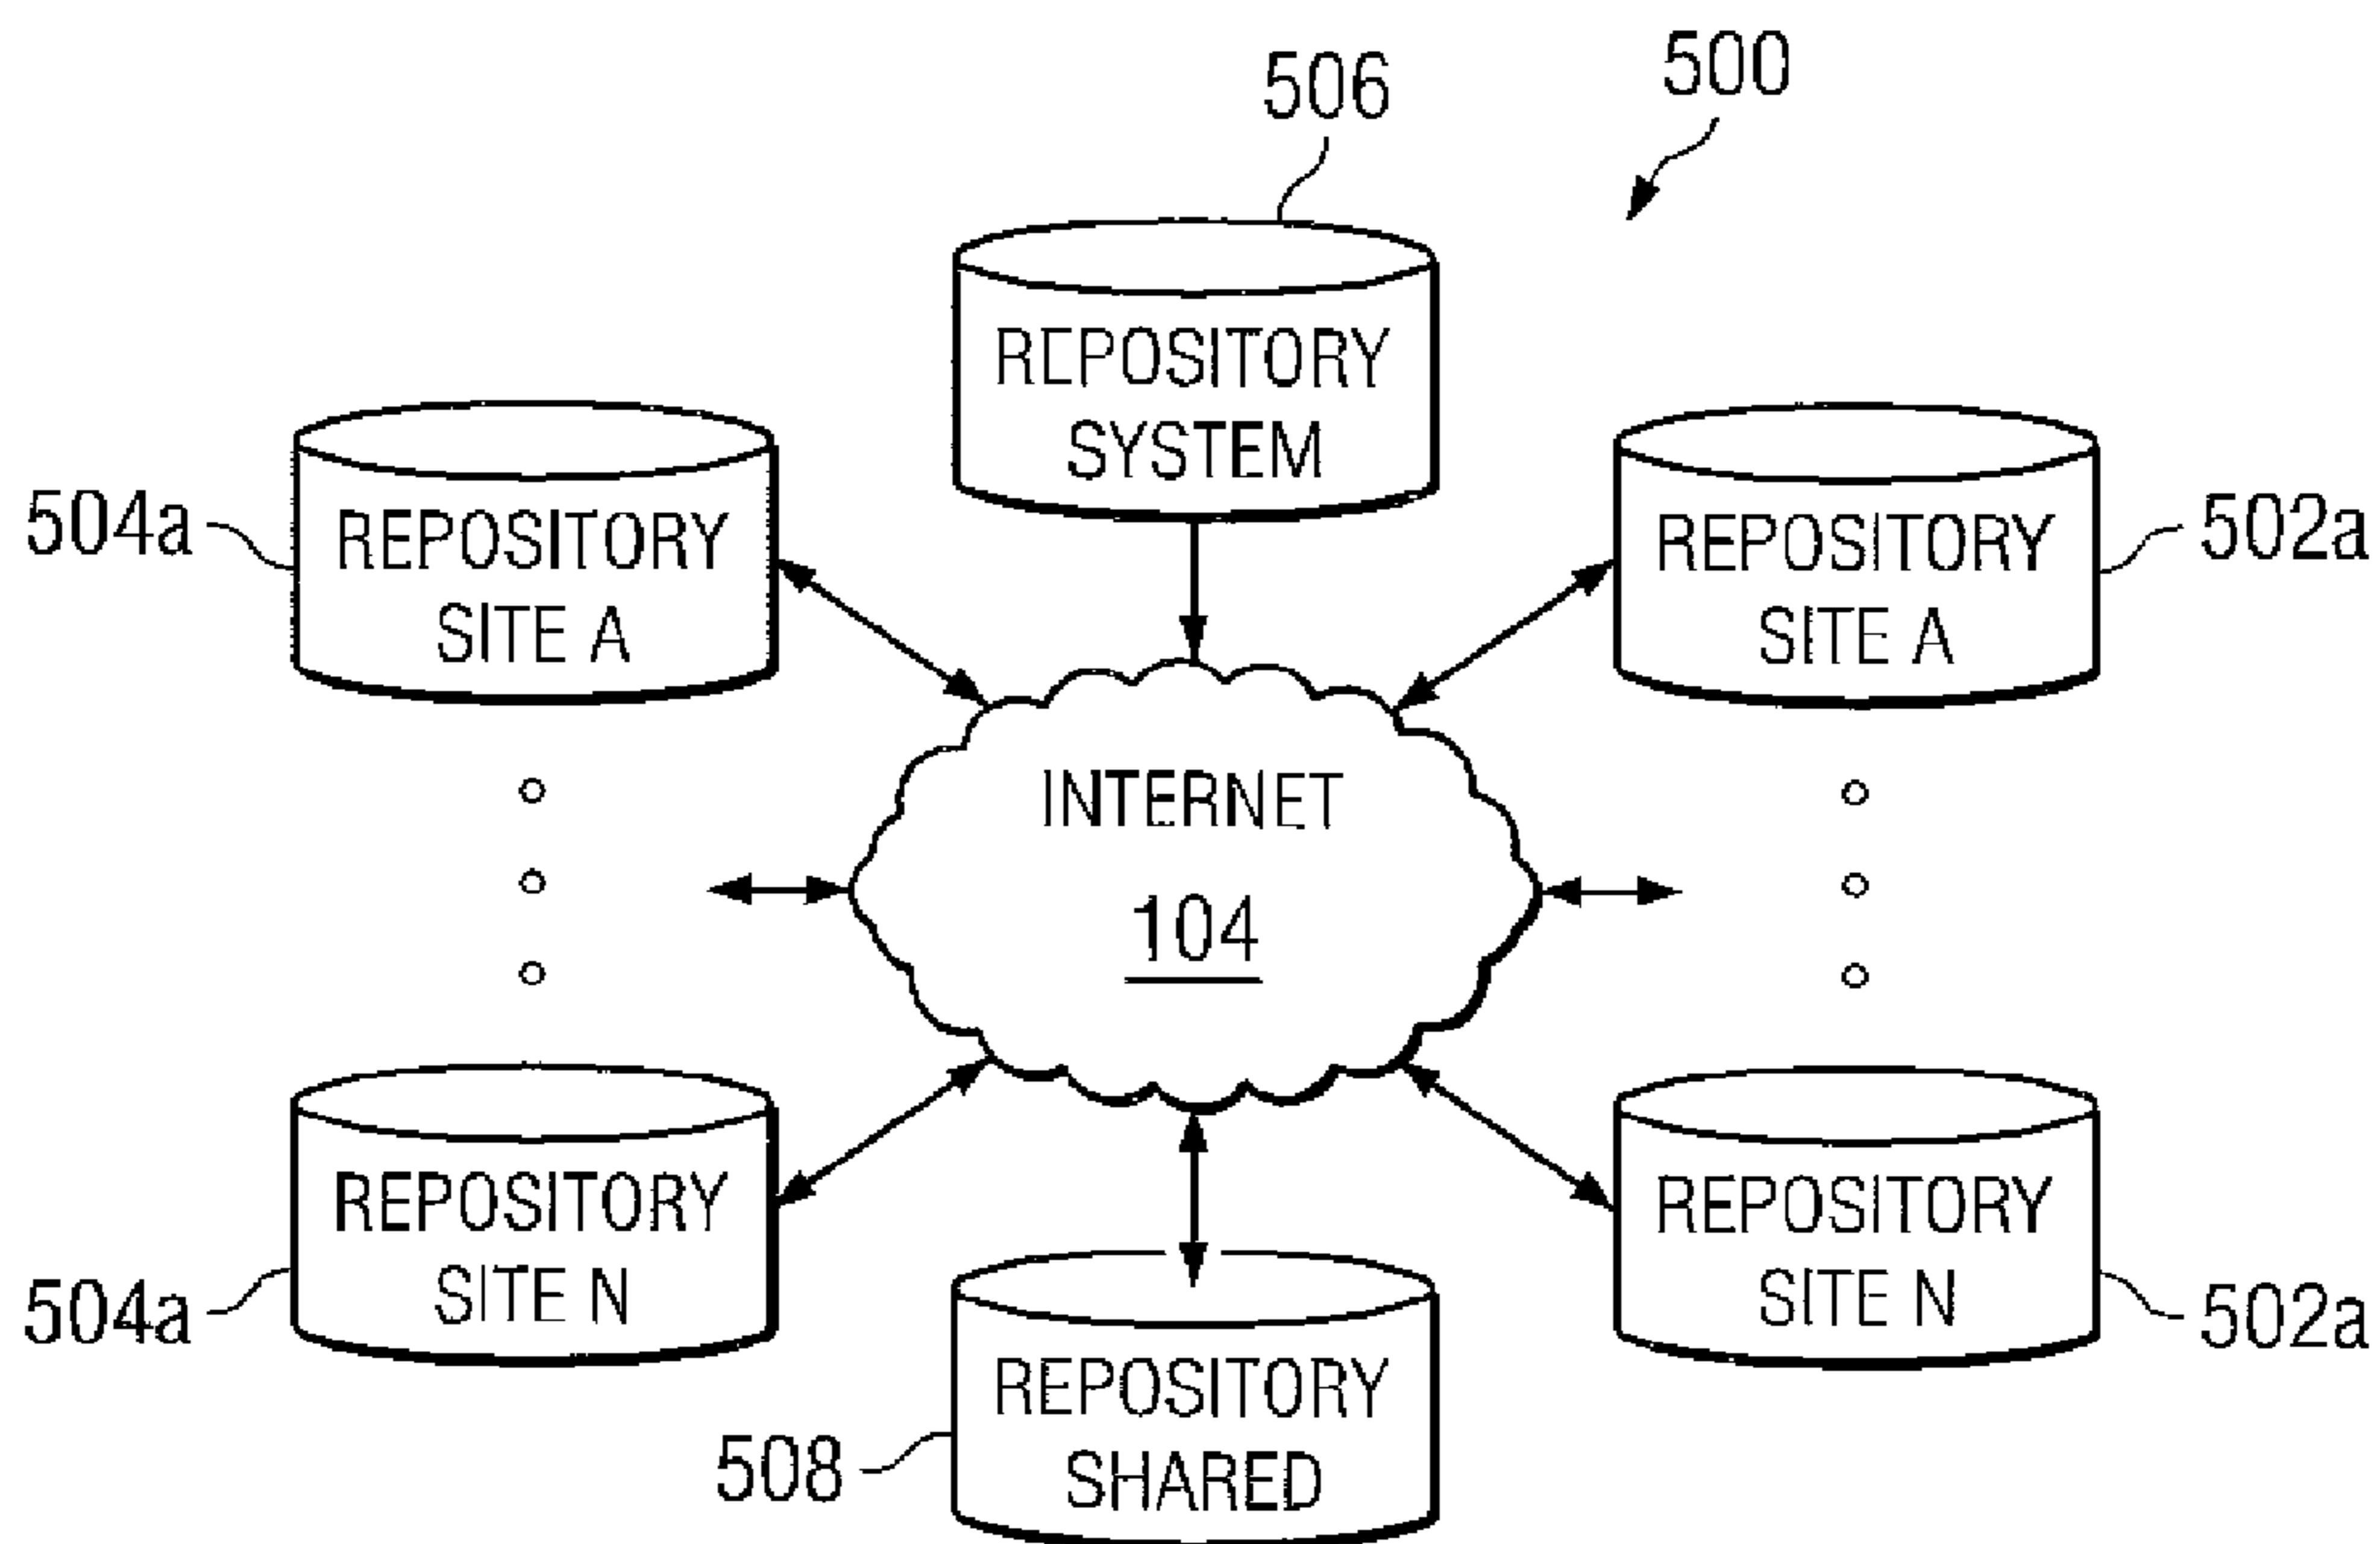 500
506
REPOSITORY
SYSTEM
504a
REPOSITORY
SITE A
REPOSITORY
SITE A
502a
INTERNET
104
504a
REPOSITORY
SITE N
REPOSITORY
SITE N
502a
508
REPOSITORY
SHARED